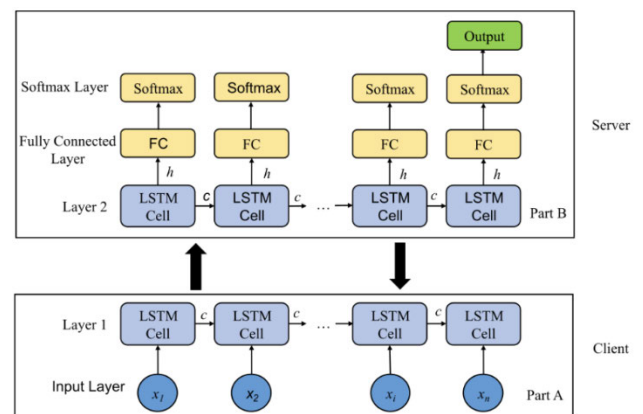 Output
Softmax Layer
Softmax
Softmax
Softmax
Softmax
Server
Fully Connected
Layer
FC
FC
FC
FC
h
h
h
h
Layer 2
LSTM
Cell
c
LSTM
Cell
c
...
LSTM
Cell
c
LSTM
Cell
Part B
Layer 1
LSTM
Cell
c
LSTM
Cell
c
...
LSTM
Cell
c
LSTM
Cell
Client
Input Layer
x1
x2
xi
xn
Part A